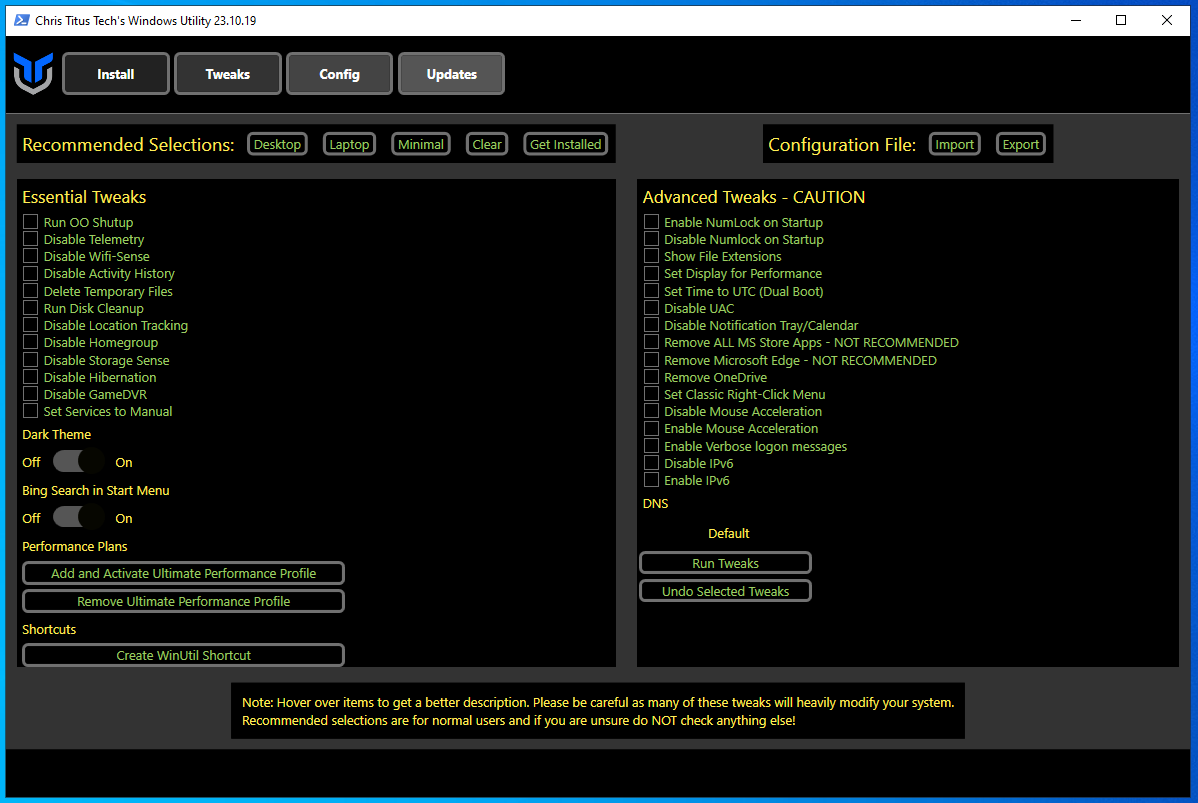 Chris Titus Tech's Windows Utility 23.10.19
Install Tweaks Config Updates
Recommended Selections: Desktop Laptop Minimal Clear Get Installed
Configuration File: Import Export
Essential Tweaks
Run OO Shutup
Disable Telemetry
Disable Wifi-Sense
Disable Activity History
Delete Temporary Files
Run Disk Cleanup
Disable Location Tracking
Disable Homegroup
Disable Storage Sense
Disable Hibernation
Disable GameDVR
Set Services to Manual
Dark Theme
Off On
Bing Search in Start Menu
Off On
Performance Plans
Add and Activate Ultimate Performance Profile
Remove Ultimate Performance Profile
Shortcuts
Create WinUtil Shortcut
Advanced Tweaks - CAUTION
Enable NumLock on Startup
Disable Numlock on Startup
Show File Extensions
Set Display for Performance
Set Time to UTC (Dual Boot)
Disable UAC
Disable Notification Tray/Calendar
Remove ALL MS Store Apps - NOT RECOMMENDED
Remove Microsoft Edge - NOT RECOMMENDED
Remove OneDrive
Set Classic Right-Click Menu
Disable Mouse Acceleration
Enable Mouse Acceleration
Enable Verbose logon messages
Disable IPv6
Enable IPv6
DNS
Default
Run Tweaks
Undo Selected Tweaks
Note: Hover over items to get a better description. Please be careful as many of these tweaks will heavily modify your system.
Recommended selections are for normal users and if you are unsure do NOT check anything else!